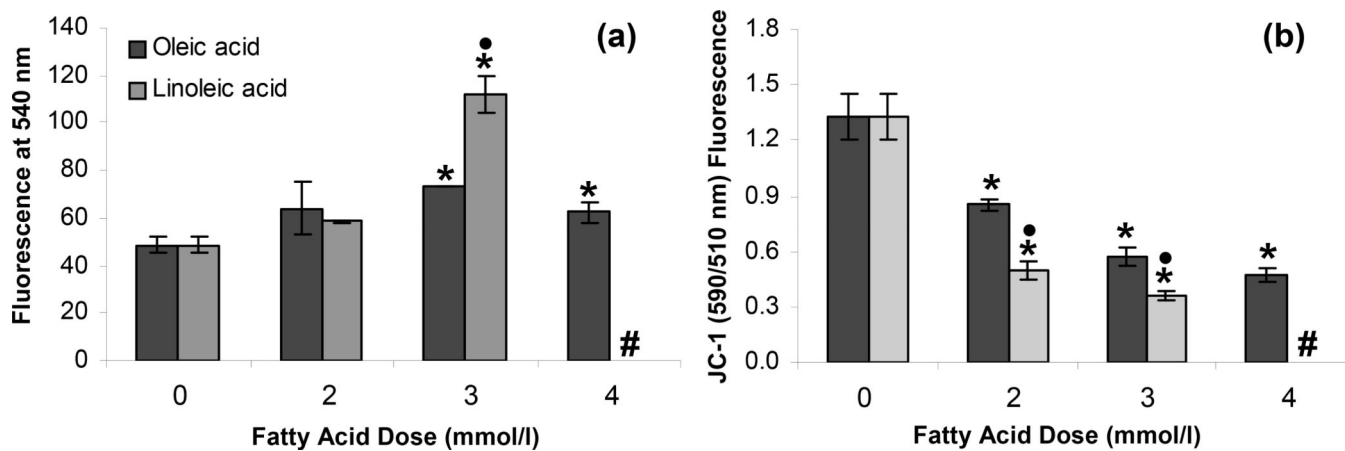 Fluorescence at 540 nm
140
120
100
80
60
40
20
0
Oleic acid
Linoleic acid
(a)
*
*
*
#
0 2 3 4
Fatty Acid Dose (mmol/l)
JC-1 (590/510 nm) Fluorescence
1.8
1.5
1.2
0.9
0.6
0.3
0.0
(b)
*
*
*
*
*
#
0 2 3 4
Fatty Acid Dose (mmol/l)